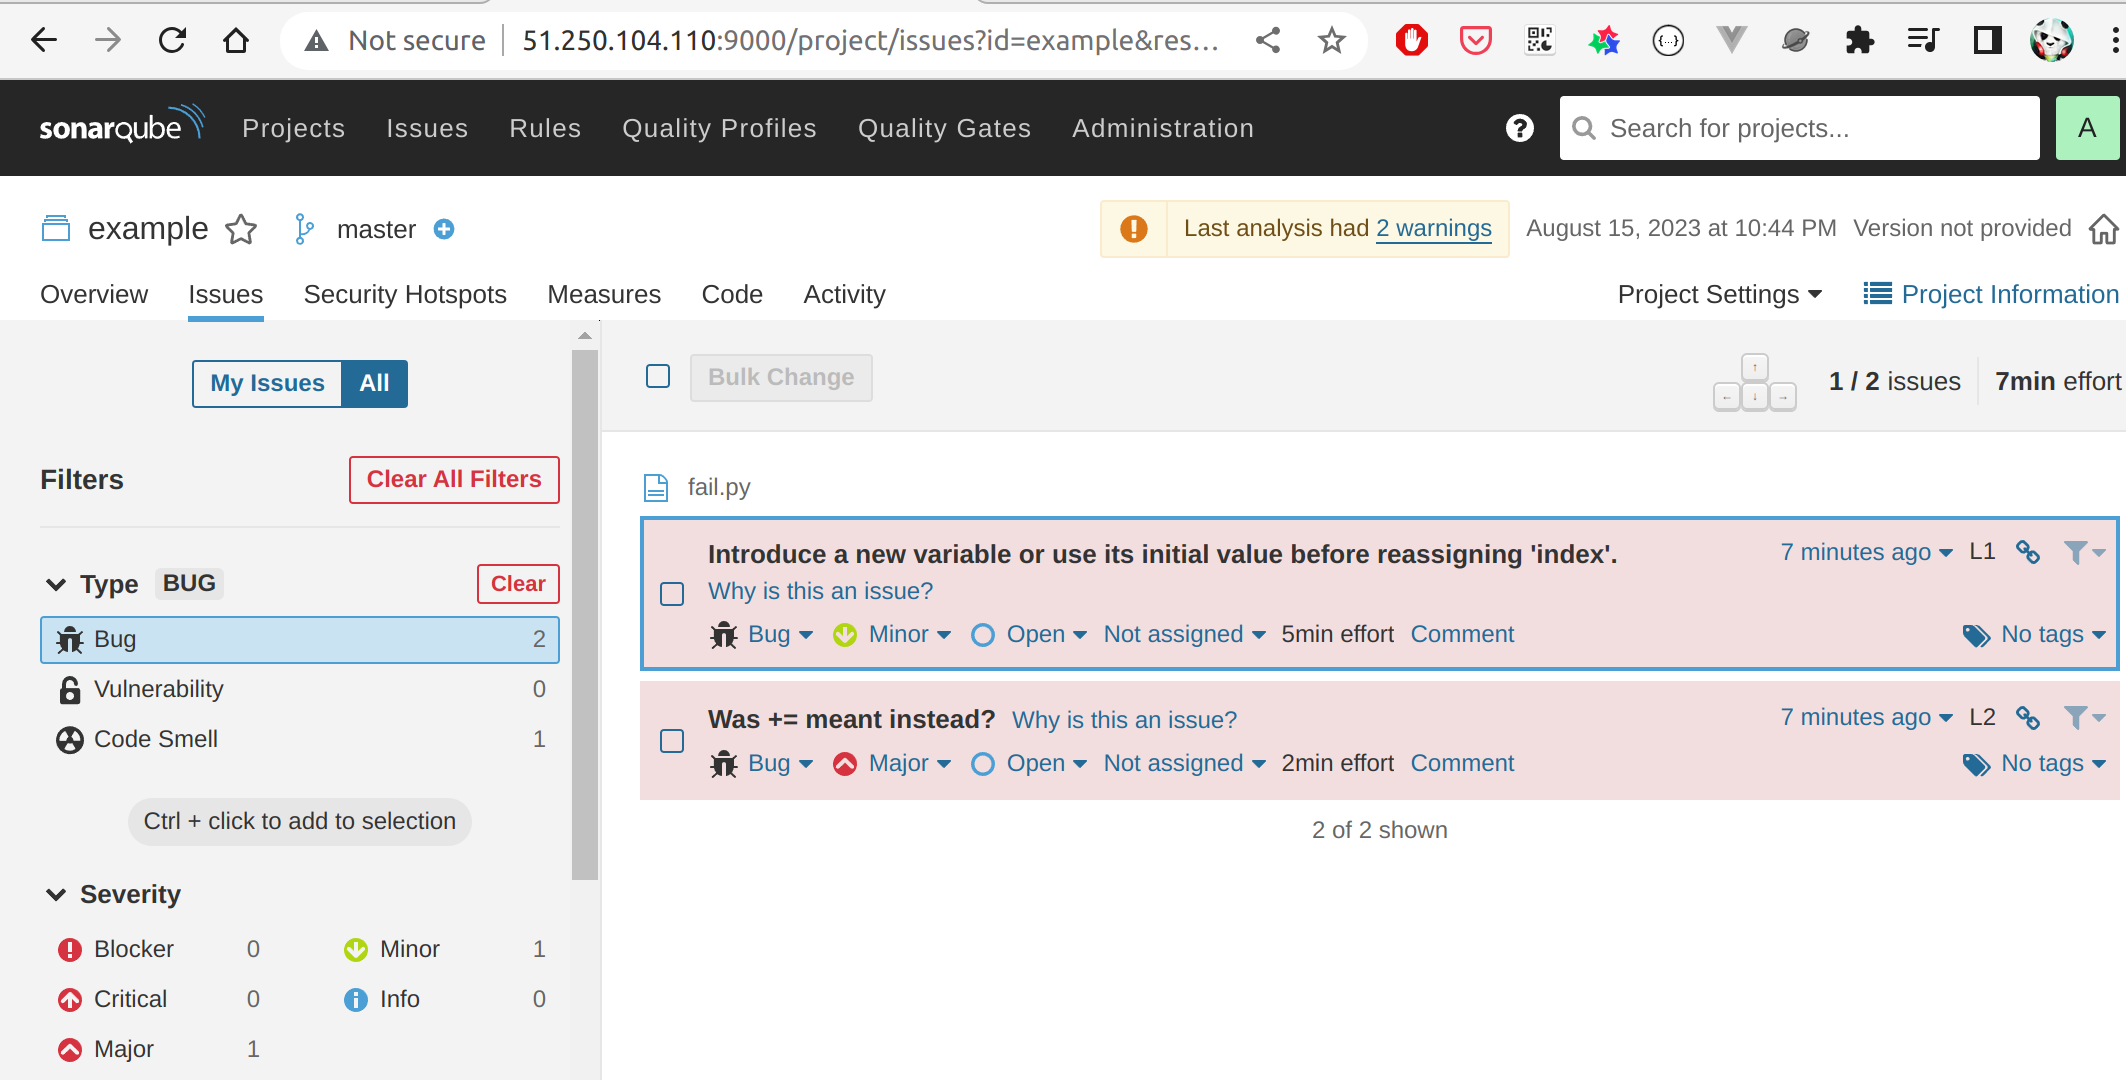 Not secure 51.250.104.110:9000/project/issues?id=example&res...
sonarqube Projects Issues Rules Quality Profiles Quality Gates Administration ? Search for projects... A
example master Last analysis had 2 warnings August 15, 2023 at 10:44 PM Version not provided
Overview Issues Security Hotspots Measures Code Activity Project Settings Project Information
My Issues All
Bulk Change 1 / 2 issues 7min effort
Filters Clear All Filters
fail.py
Type BUG Clear
Bug 2
Vulnerability 0
Code Smell 1
Ctrl + click to add to selection
Severity
Blocker 0 Minor 1
Critical 0 Info 0
Major 1
Introduce a new variable or use its initial value before reassigning 'index'. 7 minutes ago L1
Why is this an issue?
Bug Minor Open Not assigned 5min effort Comment No tags
Was += meant instead? Why is this an issue? 7 minutes ago L2
Bug Major Open Not assigned 2min effort Comment No tags
2 of 2 shown